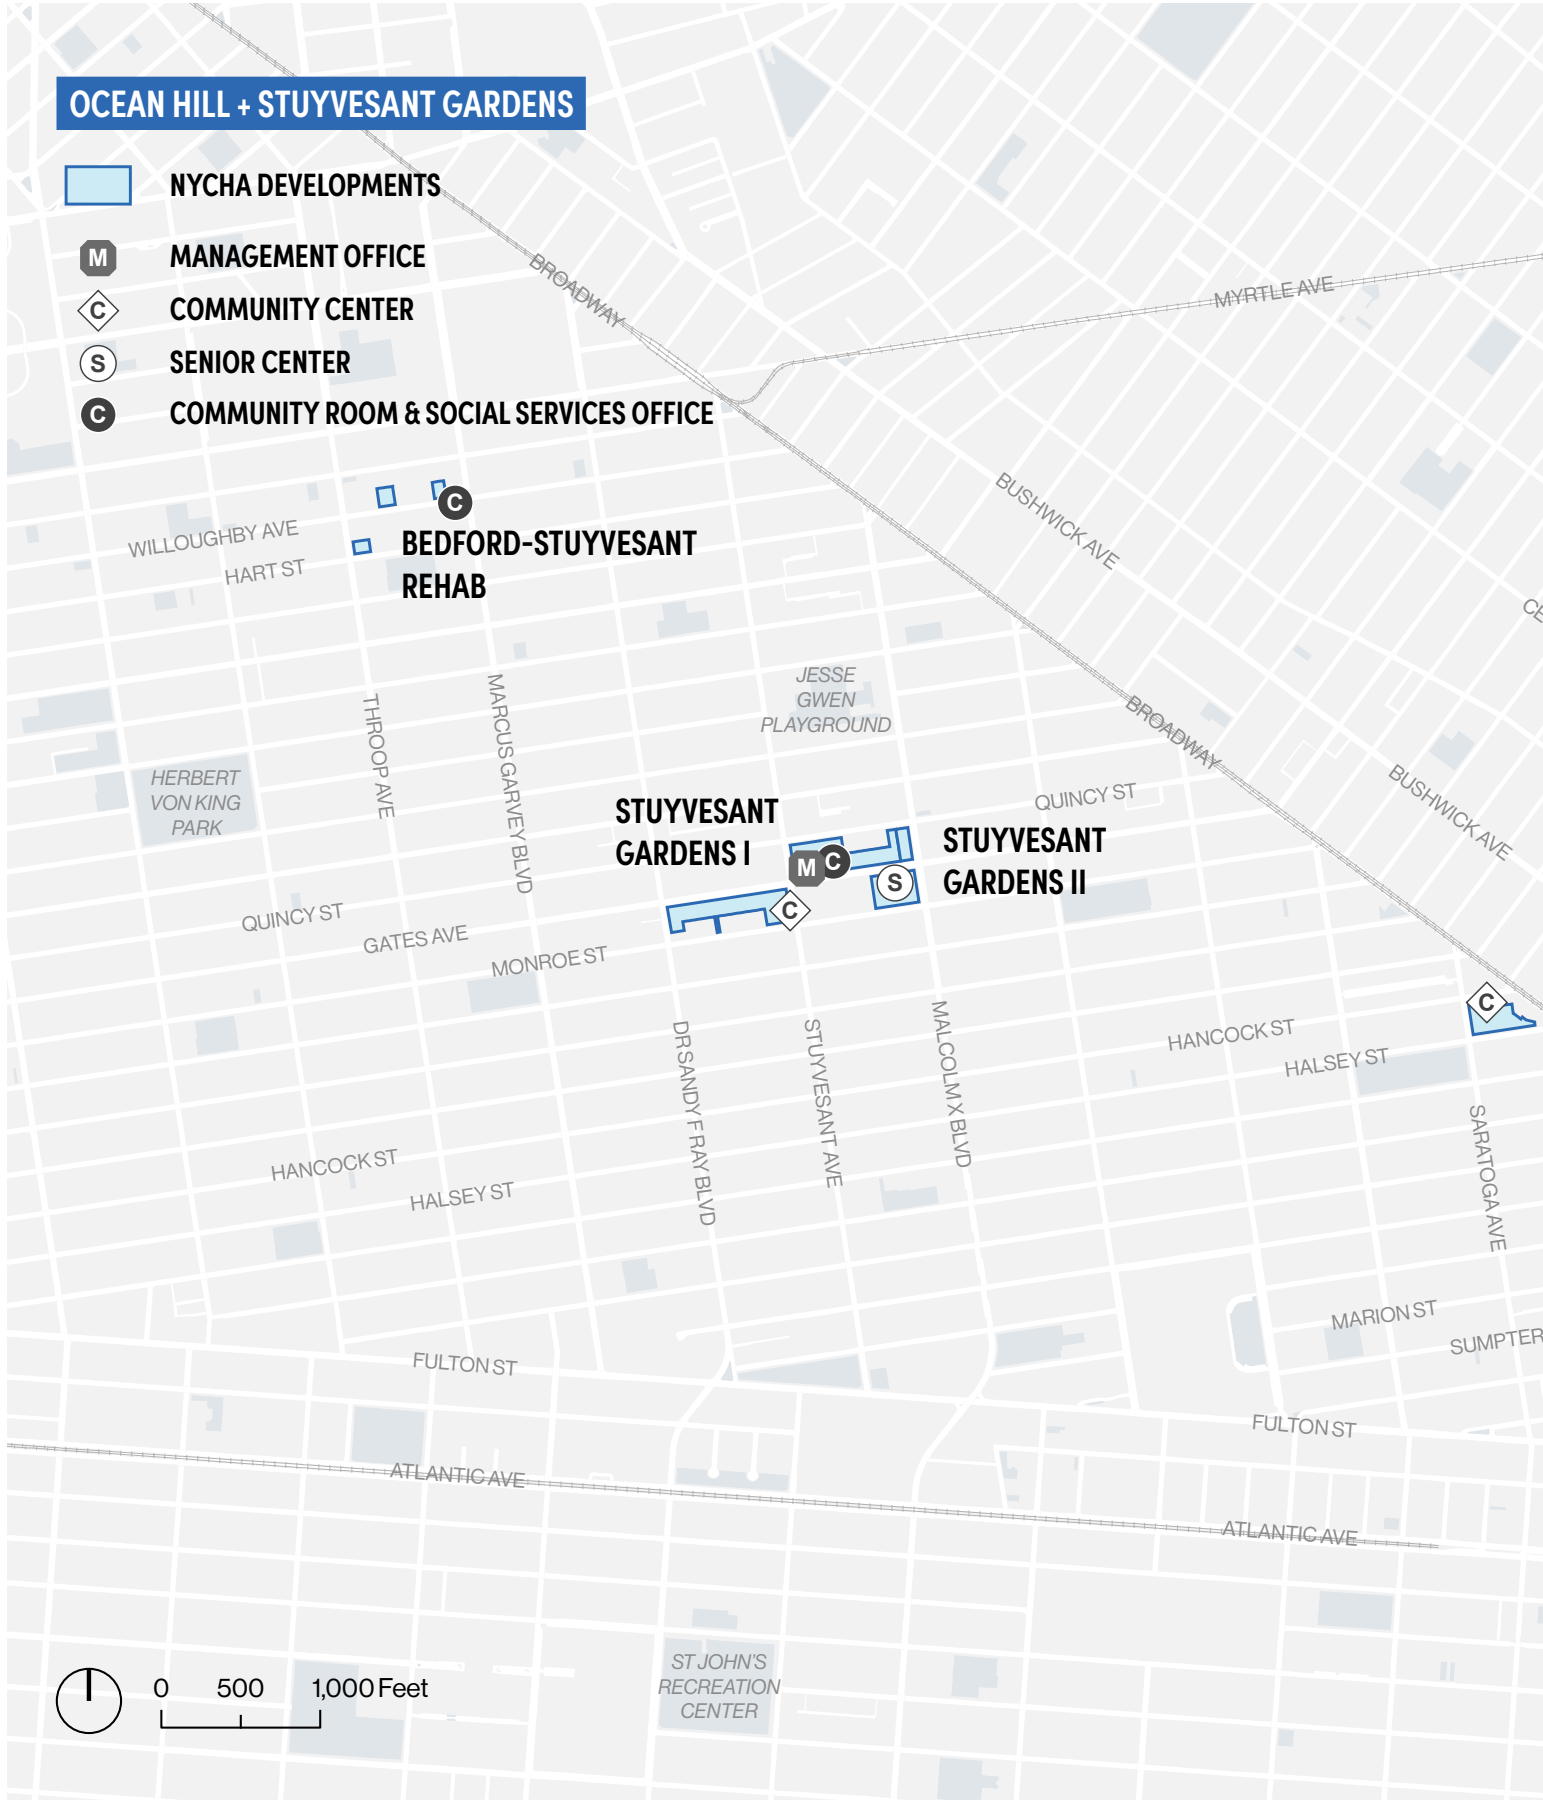 OCEAN HILL + STUYVESANT GARDENS
NYCHA DEVELOPMENTS
M MANAGEMENT OFFICE
C COMMUNITY CENTER
S SENIOR CENTER
C COMMUNITY ROOM & SOCIAL SERVICES OFFICE
BROADWAY
MYRTLE AVE
BUSHWICK AVE
C
WILLOUGHBY AVE
HART ST
BEDFORD-STUYVESANT
REHAB
CE
JESSE
GWEN
PLAYGROUND
THROOP AVE
MARCUS GARVEY BLVD
BROADWAY
BUSHWICK AVE
HERBERT
VON KING
PARK
QUINCY ST
STUYVESANT
GARDENS I
M
C
S
C
STUYVESANT
GARDENS II
QUINCY ST
GATES AVE
MONROE ST
C
HANCOCK ST
HALSEY ST
DR SANDY F RAY BLVD
STUYVESANT AVE
MALCOLM X BLVD
SARATOGA AVE
HANCOCK ST
HALSEY ST
MARION ST
SUMPTER
FULTON ST
FULTON ST
ATLANTIC AVE
ATLANTIC AVE
ST JOHN'S
RECREATION
CENTER
0 500 1,000 Feet